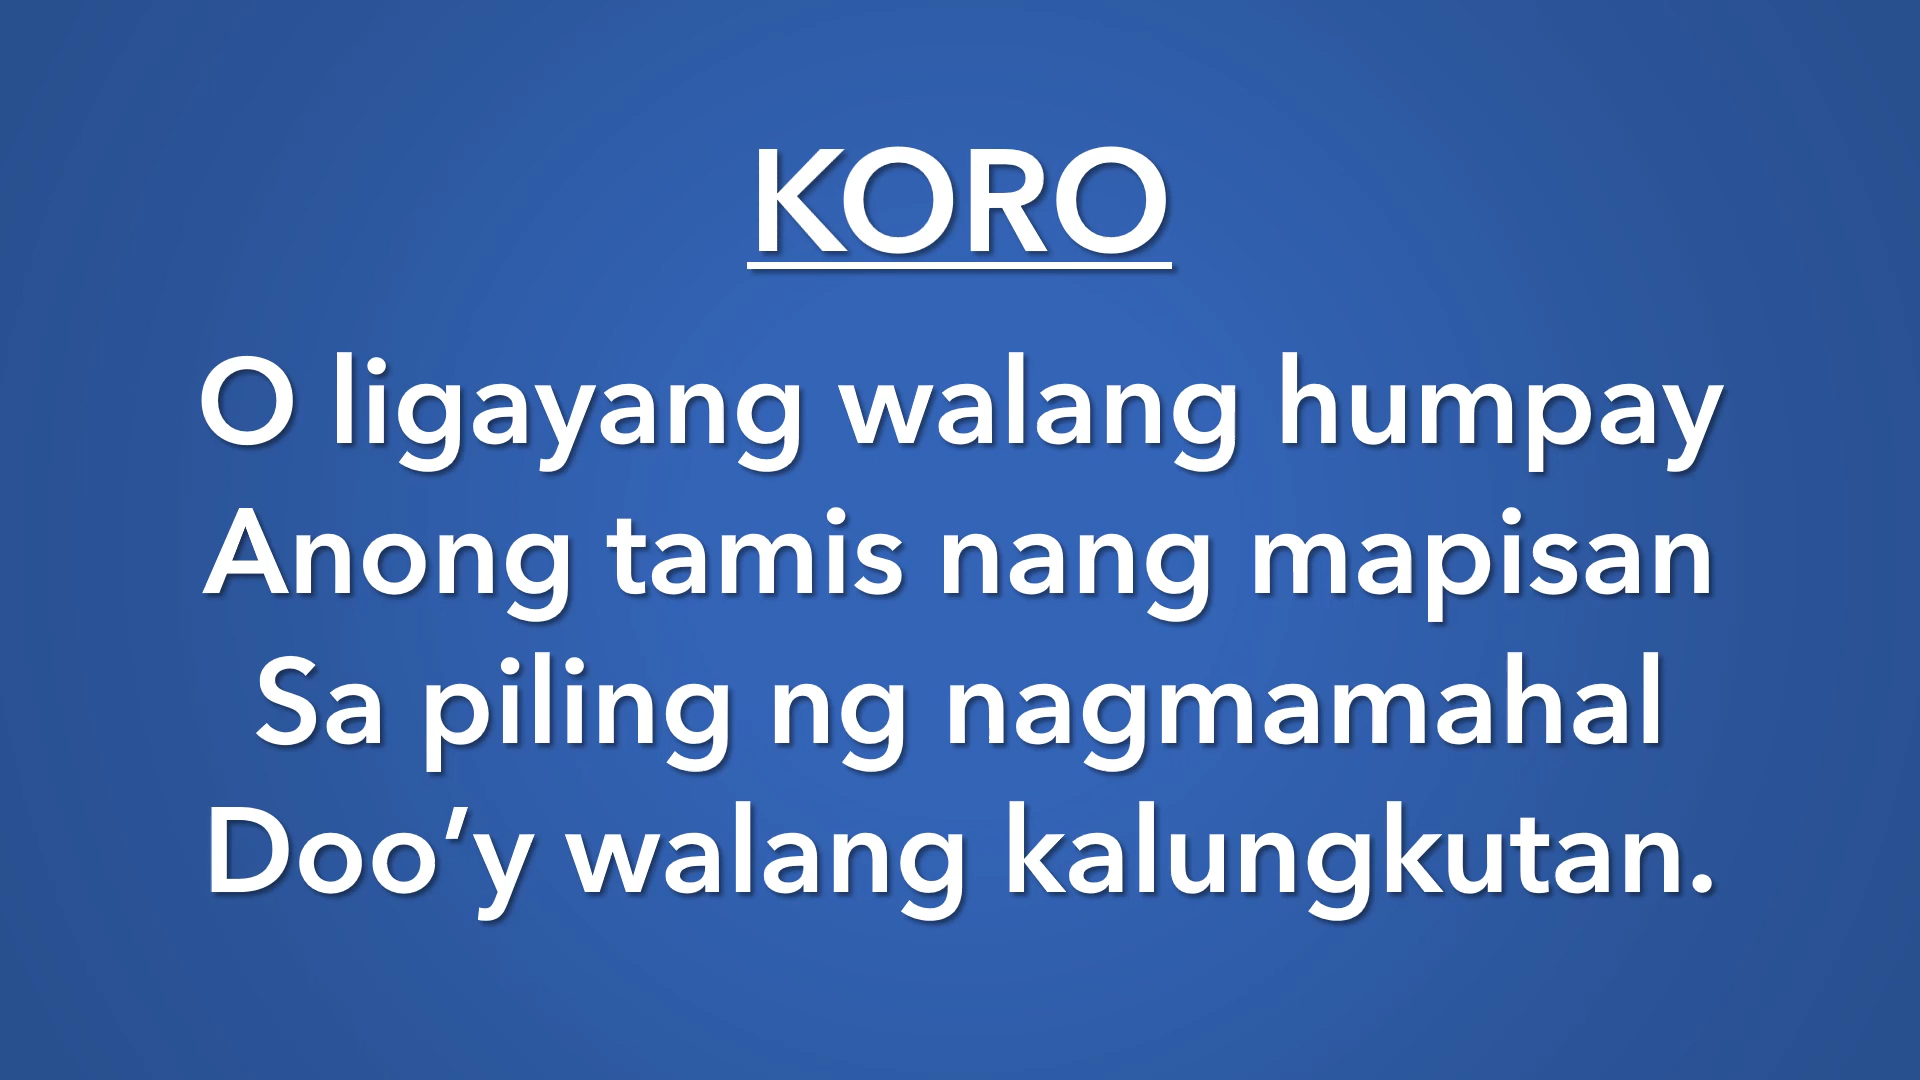 KORO
O ligayang walang humpay
Anong tamis nang mapisan
Sa piling ng nagmamahal
Doo’y walang kalungkutan.